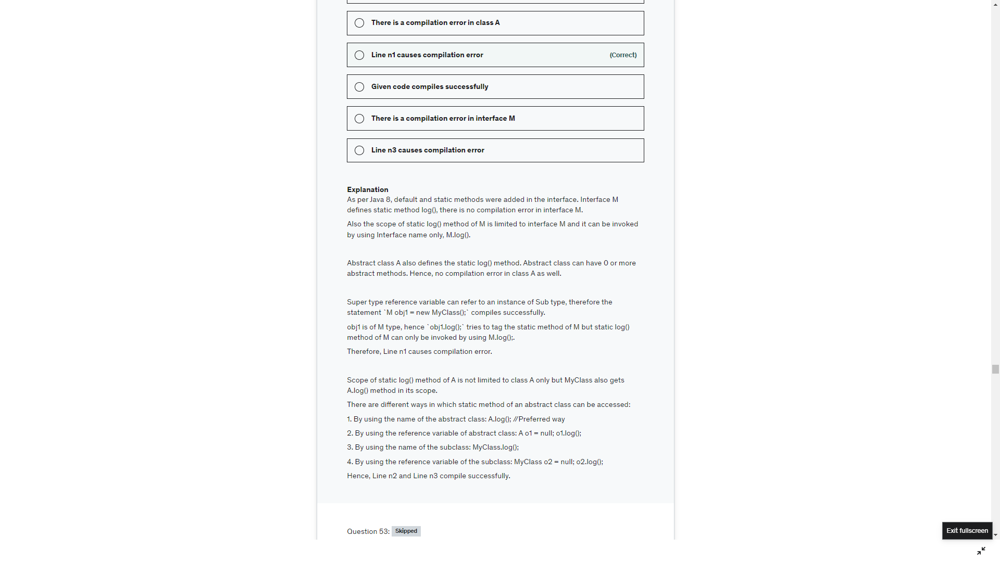 There is a compilation error in class A
Line n1 causes compilation error (Correct)
Given code compiles successfully
There is a compilation error in interface M
Line n3 causes compilation error
Explanation
As per Java 8, default and static methods were added in the interface. Interface M
defines static method log(), there is no compilation error in interface M.
Also the scope of static log() method of M is limited to interface M and it can be invoked
by using Interface name only, M.log().
Abstract class A also defines the static log() method. Abstract class can have 0 or more
abstract methods. Hence, no compilation error in class A as well.
Super type reference variable can refer to an instance of Sub type, therefore the
statement `M obj1 = new MyClass();` compiles successfully.
obj1 is of M type, hence `obj1.log();` tries to tag the static method of M but static log()
method of M can only be invoked by using M.log();.
Therefore, Line n1 causes compilation error.
Scope of static log() method of A is not limited to class A only but MyClass also gets
A.log() method in its scope.
There are different ways in which static method of an abstract class can be accessed:
1. By using the name of the abstract class: A.log(); //Preferred way
2. By using the reference variable of abstract class: A o1 = null; o1.log();
3. By using the name of the subclass: MyClass.log();
4. By using the reference variable of the subclass: MyClass o2 = null; o2.log();
Hence, Line n2 and Line n3 compile successfully.
Question 53: Skipped
Exit fullscreen